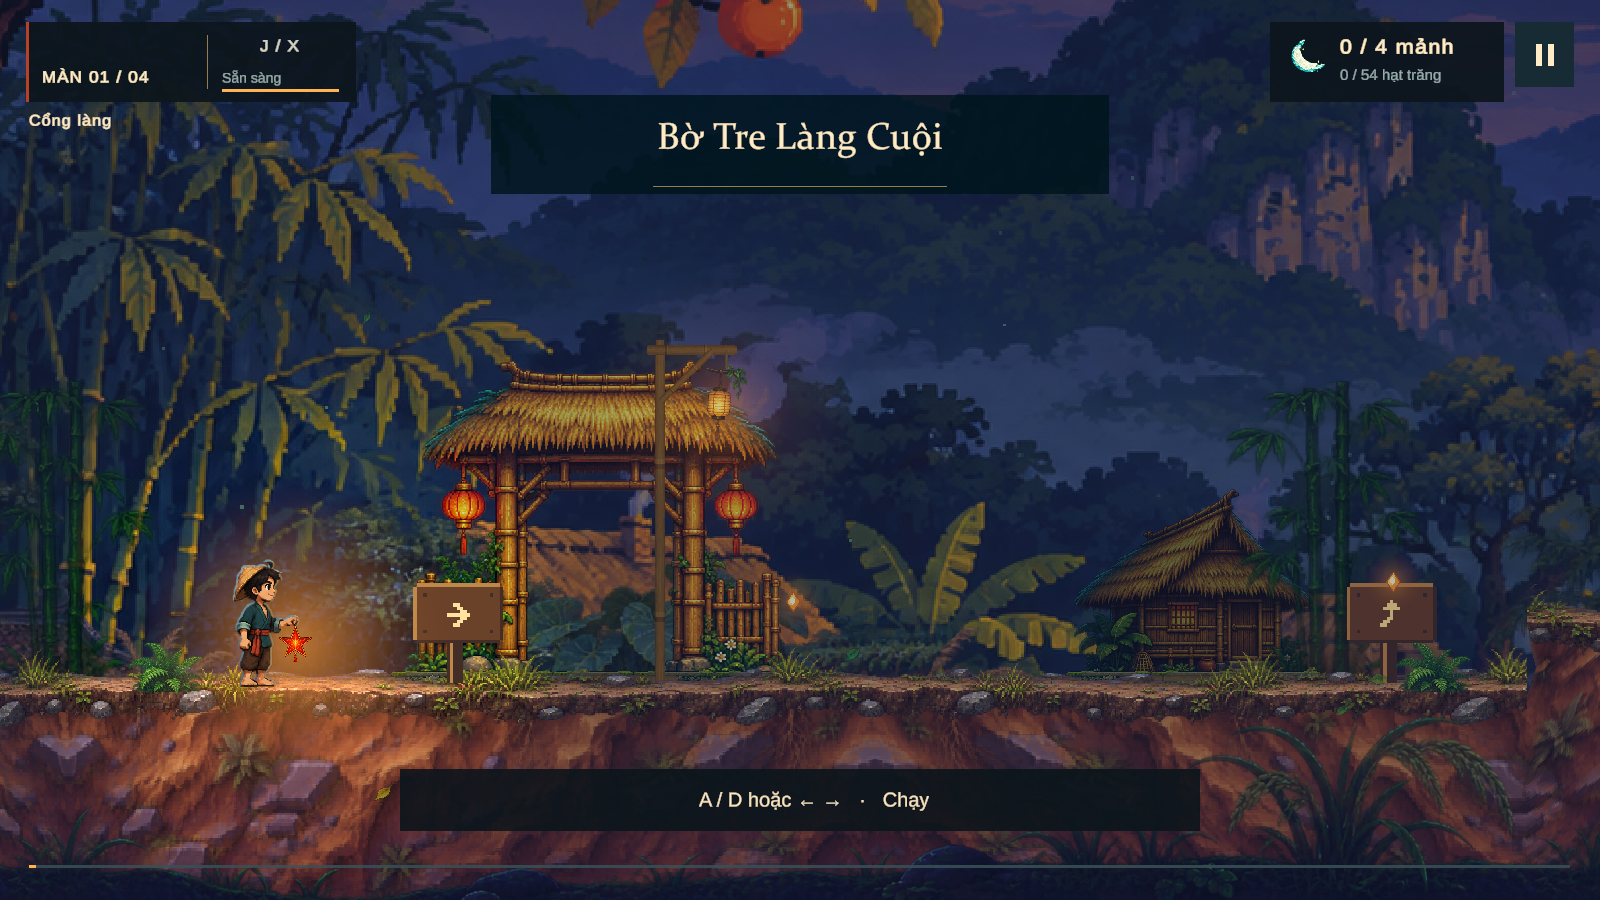 MÀN 01 / 04
J / X
Sẵn sàng
Cổng làng
Bờ Tre Làng Cuội
0 / 4 mảnh
0 / 54 hạt trăng
A / D hoặc ← → · Chạy